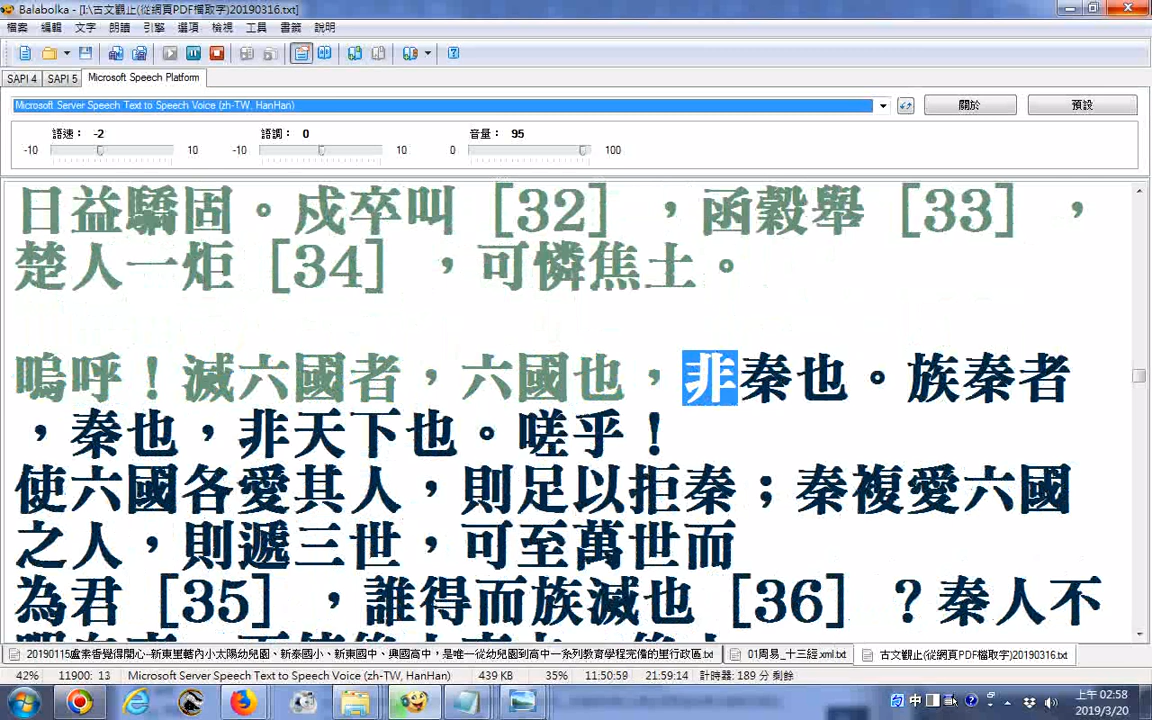 Balabolka - [I:\古文觀止(從網頁PDF檔取字)20190316.txt]
檔案 編輯 文字 朗讀 引擎 選項 檢視 工具 書籤 說明
SAPI 4 SAPI 5 Microsoft Speech Platform
Microsoft Server Speech Text to Speech Voice (zh-TW, HanHan) 關於 預設
語速： -2 語調： 0 音量： 95
-10 10 -10 10 0 100
日益驕固。戍卒叫［32］，函穀舉［33］，
楚人一炬［34］，可憐焦土。
嗚呼！滅六國者，六國也，非秦也。族秦者
，秦也，非天下也。嗟乎！
使六國各愛其人，則足以拒秦；秦複愛六國
之人，則遞三世，可至萬世而
為君［35］，誰得而族滅也［36］？秦人不
20190115盧素香覺得開心--新東里轄內小太陽幼兒園、新泰國小、新東國中、興國高中，是唯一從幼兒園到高中一系列教育學程完備的里行政區.txt 01周易_十三經.xml.txt 古文觀止(從網頁PDF檔取字)20190316.txt
42% 11900: 13 Microsoft Server Speech Text to Speech Voice (zh-TW, HanHan) 439 KB 35% 11:50:59 21:59:14 計時器: 189 分 剩餘
中 上午 02:58
2019/3/20